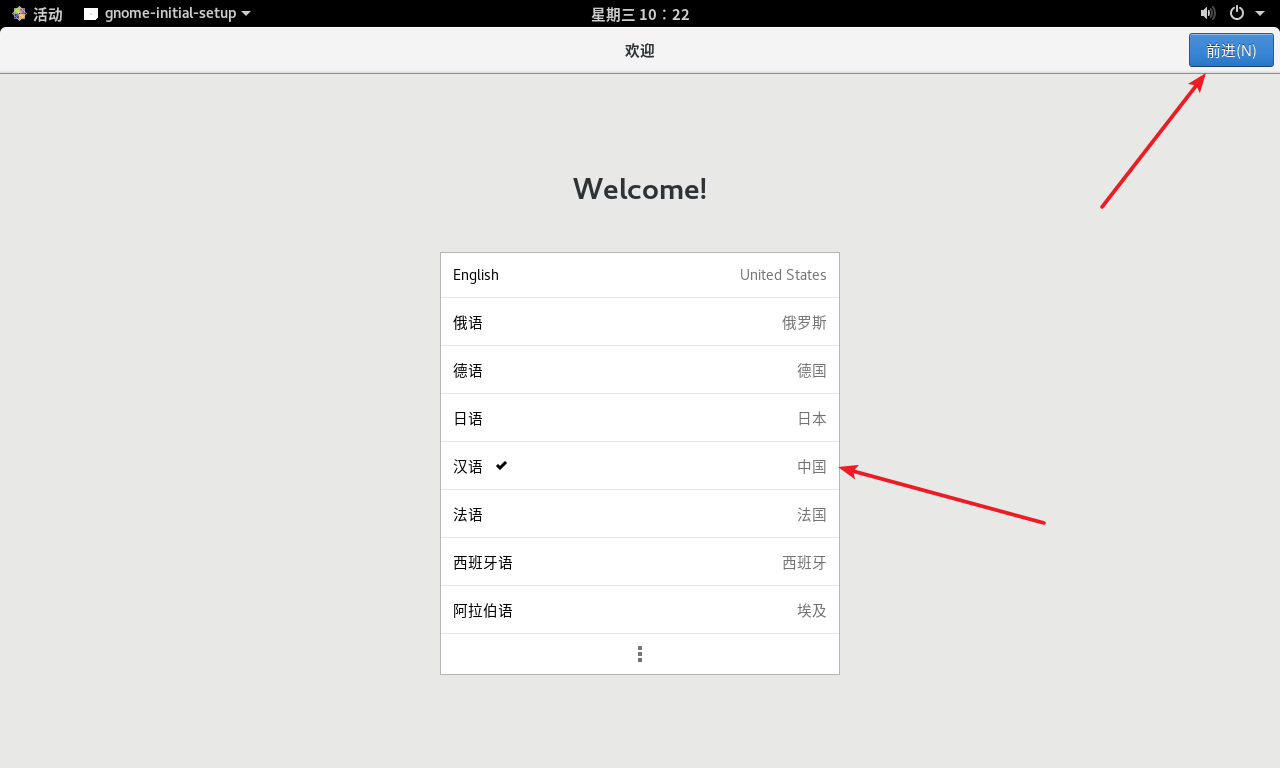 活动 gnome-initial-setup 星期三 10：22
欢迎 前进(N)
Welcome!
English United States
俄语 俄罗斯
德语 德国
日语 日本
汉语 中国
法语 法国
西班牙语 西班牙
阿拉伯语 埃及